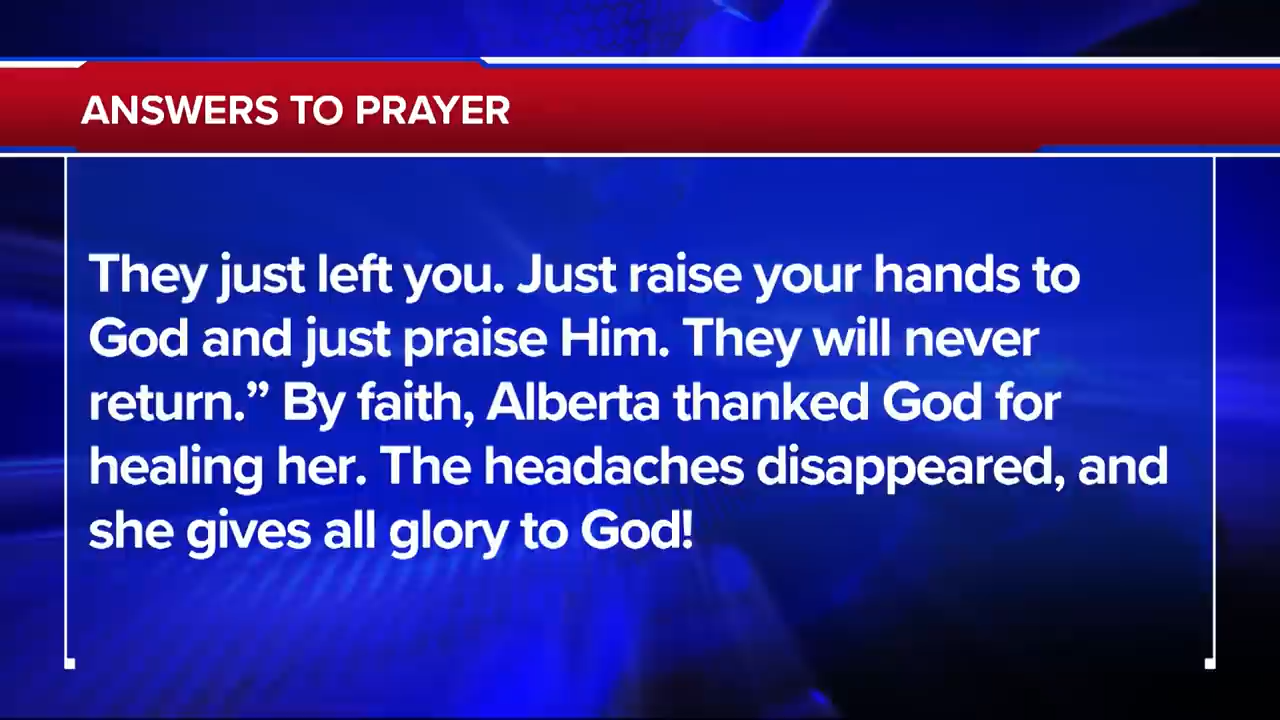 ANSWERS TO PRAYER
They just left you. Just raise your hands to
God and just praise Him. They will never
return.” By faith, Alberta thanked God for
healing her. The headaches disappeared, and
she gives all glory to God!